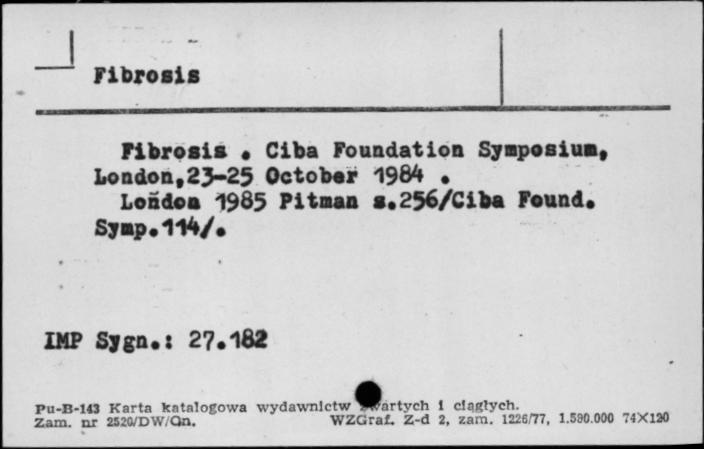 Fibrosis
Fibrosis . Ciba Foundation Symposium,
London,23-25 October 1984 .
London 1985 Pitman s.256/Ciba Found.
Symp.114/.
IMP Sygn.: 27.182
Pu-B-143 Karta katalogowa wydawnictw zwartych i ciągłych.
Zam. nr 2520/DW/Gn. WZGraf. Z-d 2, zam. 1226/77, 1.590.000 74X120